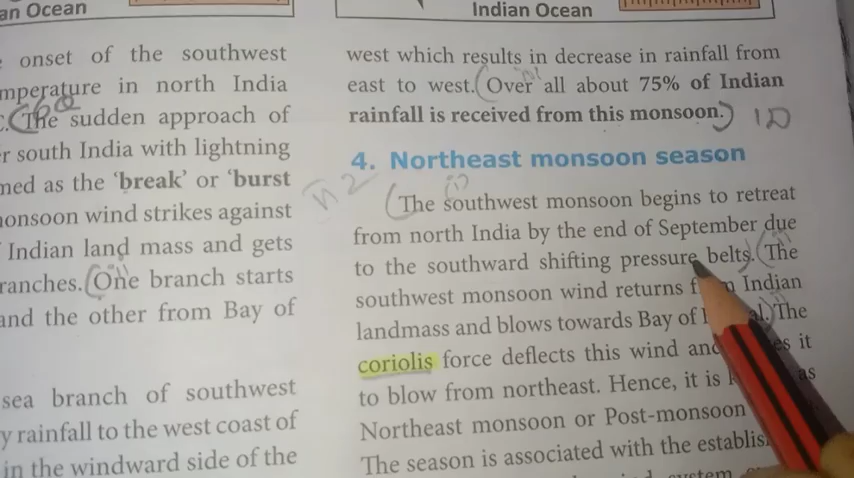 an Ocean
onset of the southwest
mperature in north India
The sudden approach of
r south India with lightning
med as the 'break' or 'burst
monsoon wind strikes against
Indian land mass and gets
ranches. (One branch starts
and the other from Bay of
sea branch of southwest
y rainfall to the west coast of
in the windward side of the
Indian Ocean
west which results in decrease in rainfall from
east to west. (Over all about 75% of Indian
rainfall is received from this monsoon.)
4. Northeast monsoon season
(The southwest monsoon begins to retreat
from north India by the end of September due
to the southward shifting pressure belts). (The
southwest monsoon wind returns Indian
landmass and blows towards Bay of The
coriolis force deflects this wind and it
to blow from northeast. Hence, it is as
Northeast monsoon or Post-monsoon
The season is associated with the